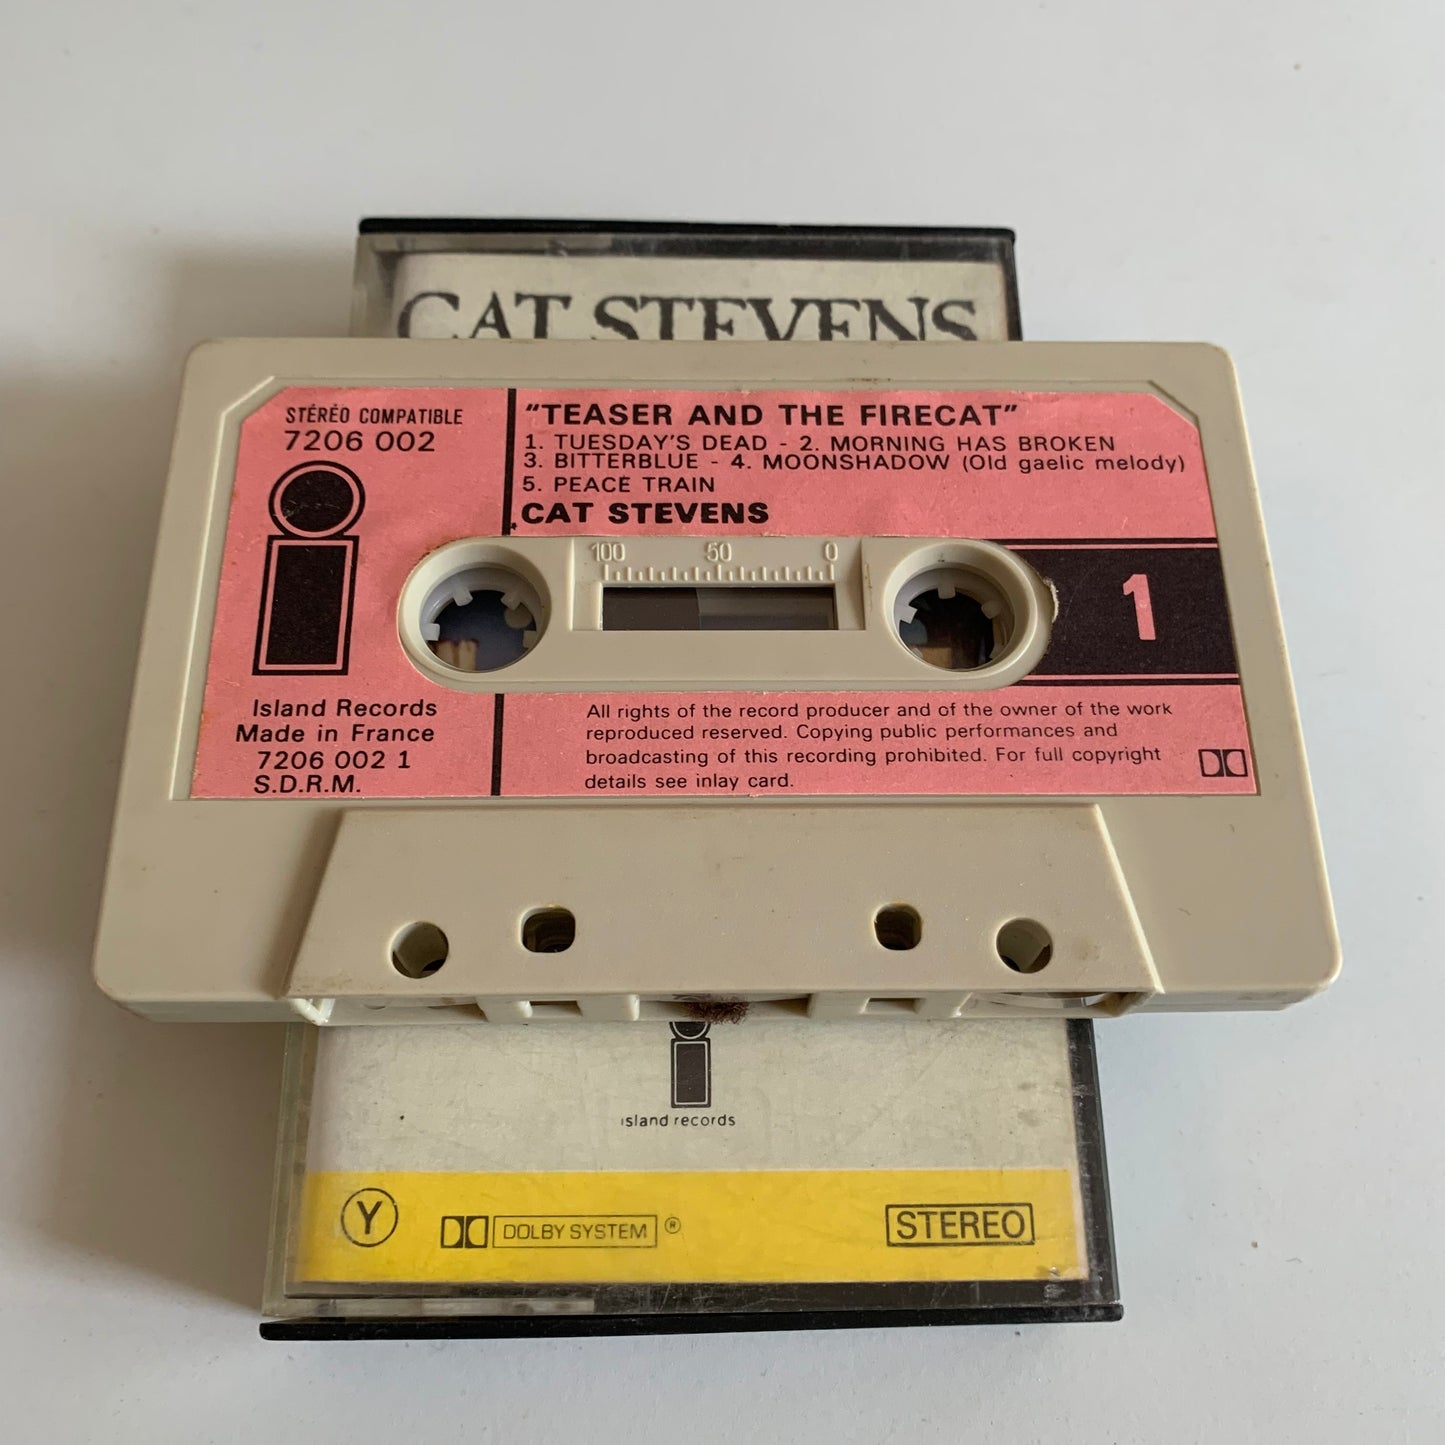 CAT STEVENS
STÉRÉO COMPATIBLE
7206 002
"TEASER AND THE FIRECAT"
1. TUESDAY'S DEAD - 2. MORNING HAS BROKEN
3. BITTERBLUE - 4. MOONSHADOW (Old gaelic melody)
5. PEACE TRAIN
CAT STEVENS
100 50 0
1
Island Records
Made in France
7206 002 1
S.D.R.M.
All rights of the record producer and of the owner of the work
reproduced reserved. Copying public performances and
broadcasting of this recording prohibited. For full copyright
details see inlay card.
island records
Y
DOLBY SYSTEM ®
STEREO